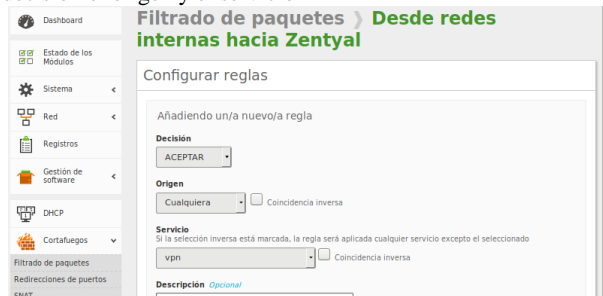 Dashboard
Estado de los
Módulos
Sistema
Red
Registros
Gestión de
software
DHCP
Cortafuegos
Filtrado de paquetes
Redirecciones de puertos
SNAT
Filtrado de paquetes 》 Desde redes
internas hacia Zentyal
Configurar reglas
Añadiendo un/a nuevo/a regla
Decisión
ACEPTAR
Origen
Cualquiera Coincidencia inversa
Servicio
Si la selección inversa está marcada, la regla será aplicada cualquier servicio excepto el seleccionado
vpn Coincidencia inversa
Descripción Opcional